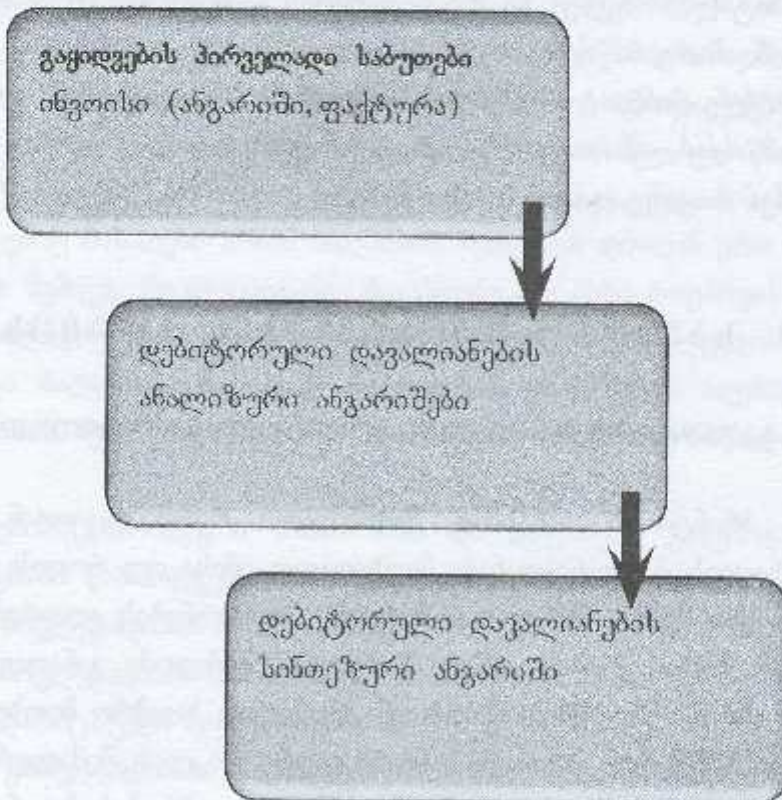 გაყიდვების პირველადი საბუთები
ინვოისი (ანგარიში, ფაქტურა)
დებიტორული დავალიანების
ანალიზური ანგარიშები
დებიტორული დავალიანების
სინთეზური ანგარიში